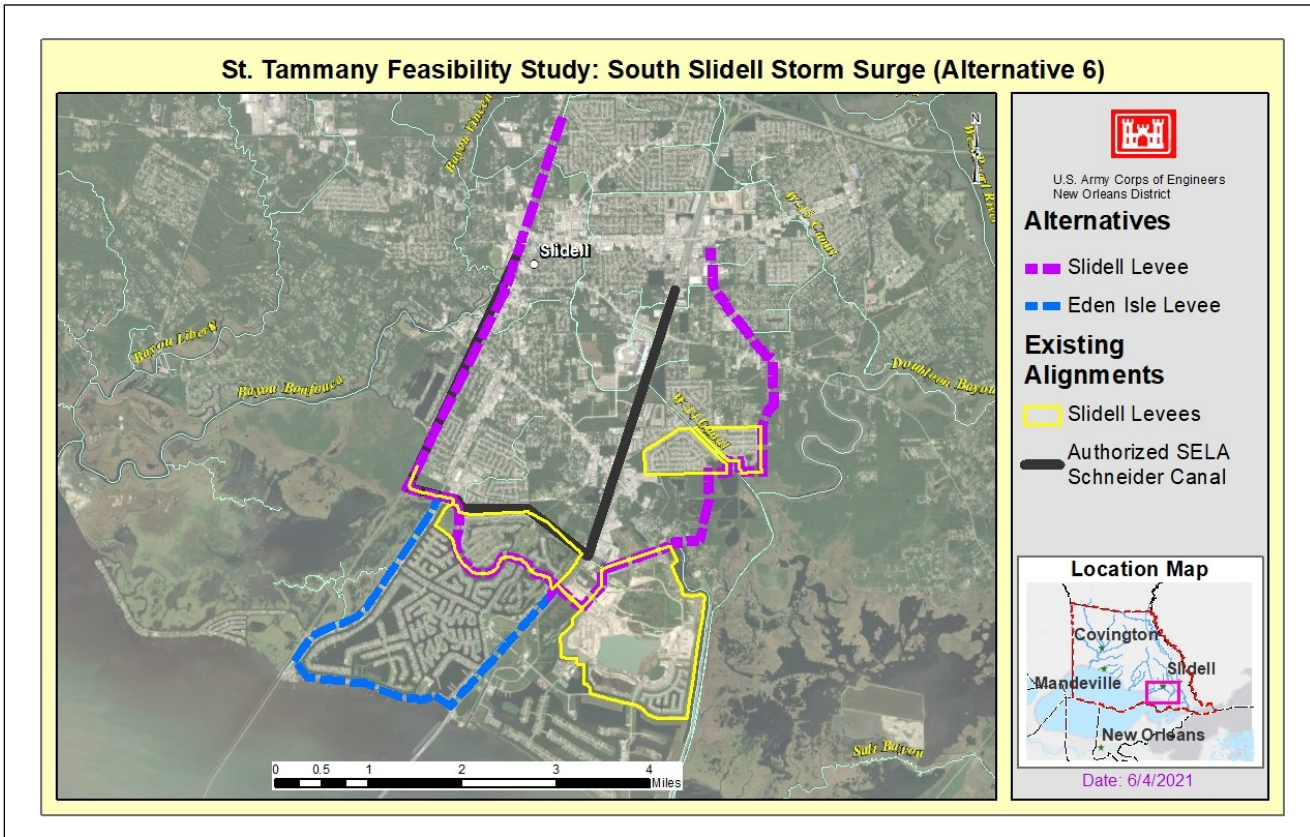 St. Tammany Feasibility Study: South Slidell Storm Surge (Alternative 6)
Bayou Vincent
N
W-15 Canal
Slidell
Bayou Liberty
Bayou Bonfouca
Doubloon Bayou
W-14 Canal
Salt Bayou
0 0.5 1 2 3 4
Miles
U.S. Army Corps of Engineers
New Orleans District
Alternatives
Slidell Levee
Eden Isle Levee
Existing
Alignments
Slidell Levees
Authorized SELA
Schneider Canal
Location Map
Covington
Slidell
Mandeville
New Orleans
Date: 6/4/2021